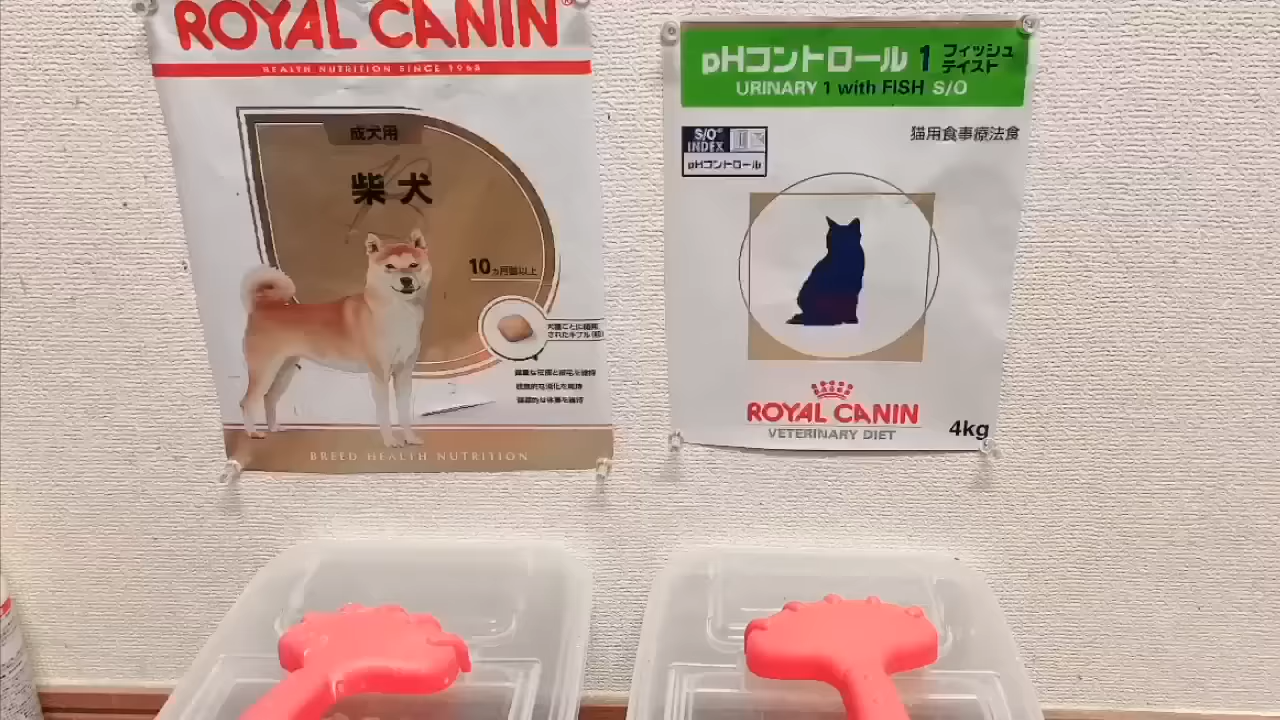 ROYAL CANIN
HEALTH NUTRITION SINCE 1968
成犬用
柴犬
10ヵ月齢以上
BREED HEALTH NUTRITION
pHコントロール 1 フィッシュ
テイスト
URINARY 1 with FISH S/O
S/O
INDEX
pHコントロール
猫用食事療法食
ROYAL CANIN
VETERINARY DIET
4kg